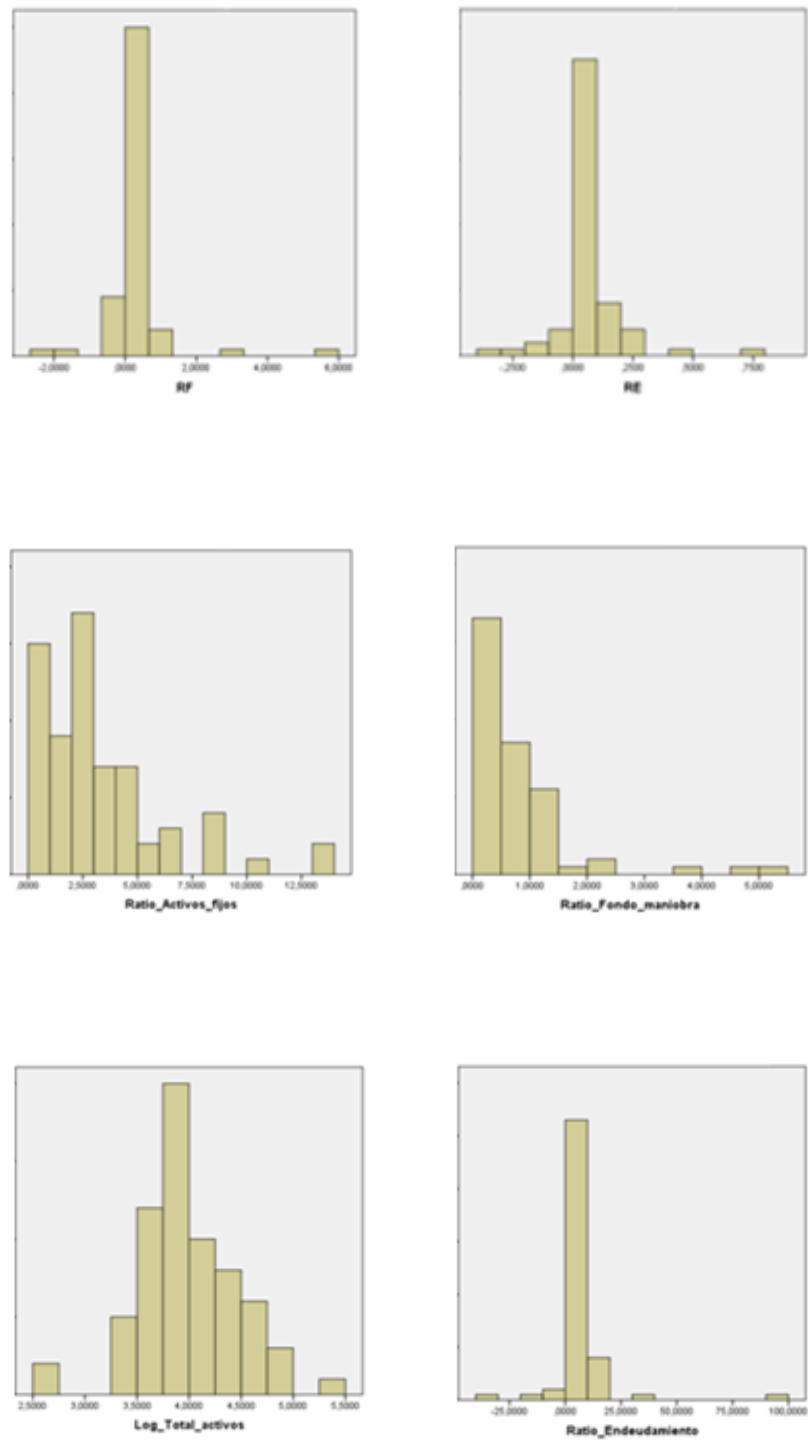 -2,0000 ,0000 2,0000 4,0000 6,0000
RF
-,2500 ,0000 ,2500 ,5000 ,7500
RE
,0000 2,5000 5,0000 7,5000 10,0000 12,5000
Ratio_Activos_fijos
,0000 1,0000 2,0000 3,0000 4,0000 5,0000
Ratio_Fondo_maniobra
2,5000 3,0000 3,5000 4,0000 4,5000 5,0000 5,5000
Log_Total_activos
-25,0000 ,0000 25,0000 50,0000 75,0000 100,0000
Ratio_Endeudamiento